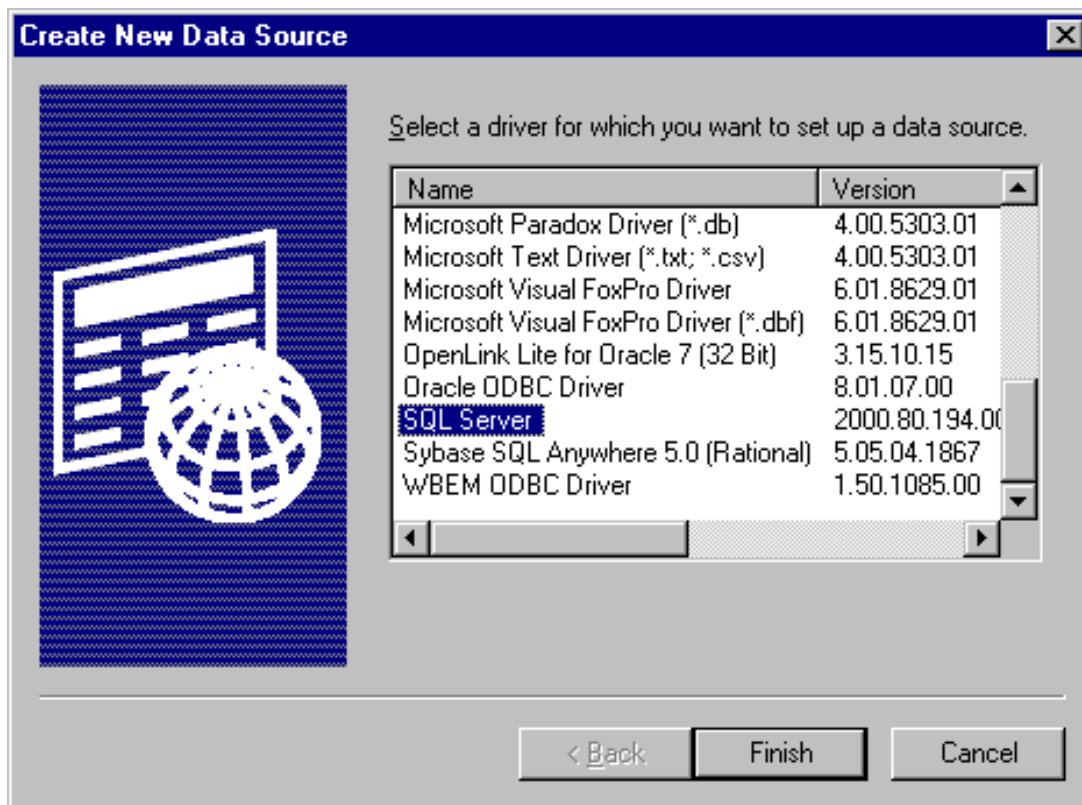 Create New Data Source
Select a driver for which you want to set up a data source.
Name Version
Microsoft Paradox Driver (*.db) 4.00.5303.01
Microsoft Text Driver (*.txt; *.csv) 4.00.5303.01
Microsoft Visual FoxPro Driver 6.01.8629.01
Microsoft Visual FoxPro Driver (*.dbf) 6.01.8629.01
OpenLink Lite for Oracle 7 (32 Bit) 3.15.10.15
Oracle ODBC Driver 8.01.07.00
SQL Server 2000.80.194.00
Sybase SQL Anywhere 5.0 (Rational) 5.05.04.1867
WBEM ODBC Driver 1.50.1085.00
< Back Finish Cancel